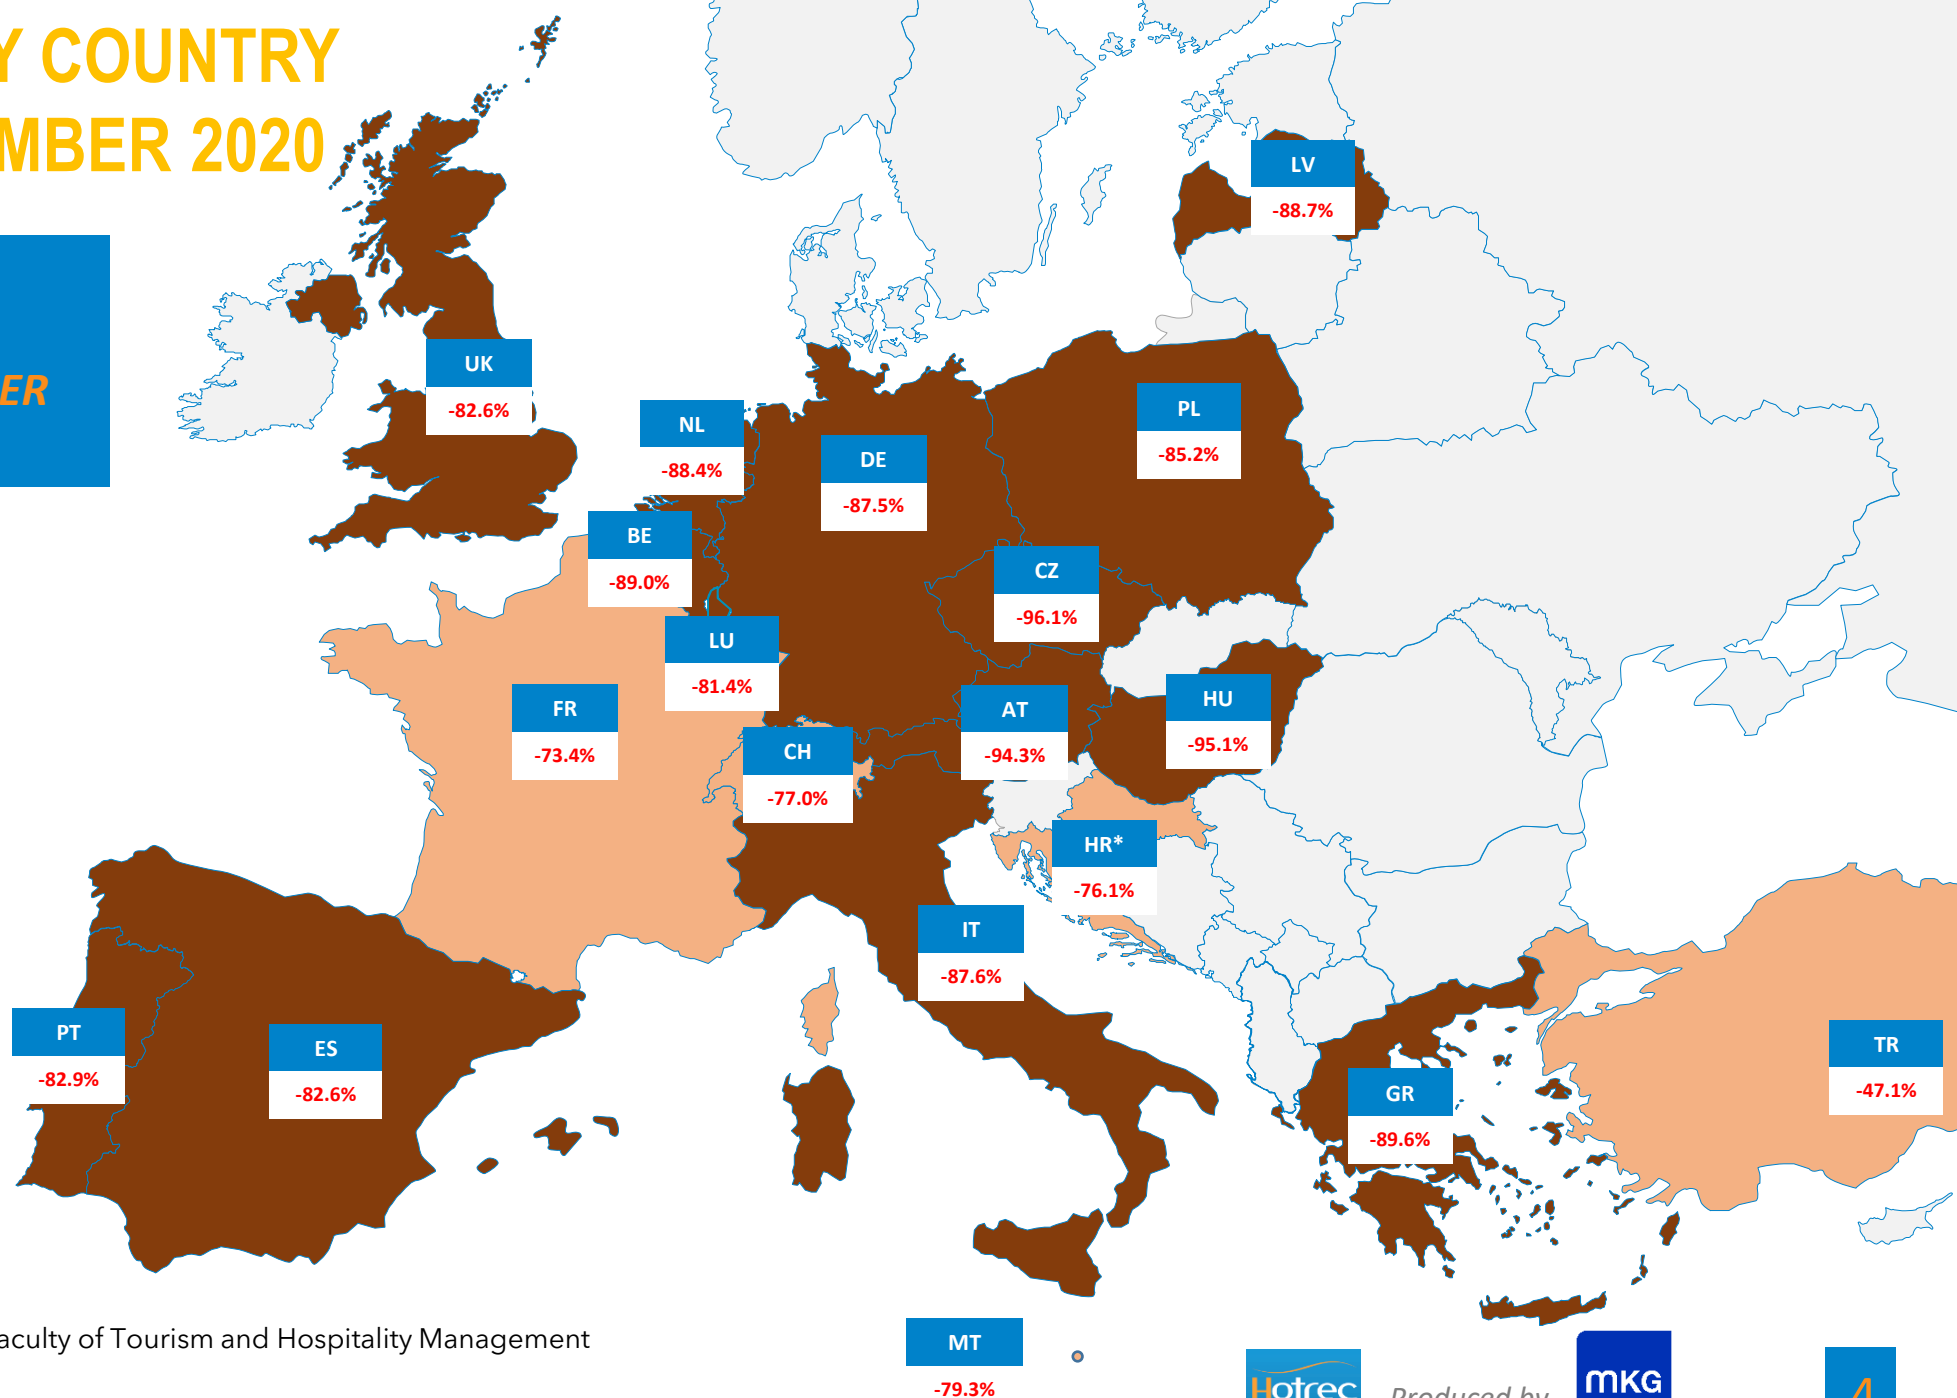 Y COUNTRY
MBER 2020
ER
LV
-88.7%
UK
-82.6%
NL
-88.4%
PL
-85.2%
DE
-87.5%
BE
-89.0%
CZ
-96.1%
LU
-81.4%
FR
-73.4%
AT
-94.3%
HU
-95.1%
CH
-77.0%
HR*
-76.1%
IT
-87.6%
PT
-82.9%
ES
-82.6%
TR
-47.1%
GR
-89.6%
MT
-79.3%
aculty of Tourism and Hospitality Management
Hotrec
Produced by
mkg
4